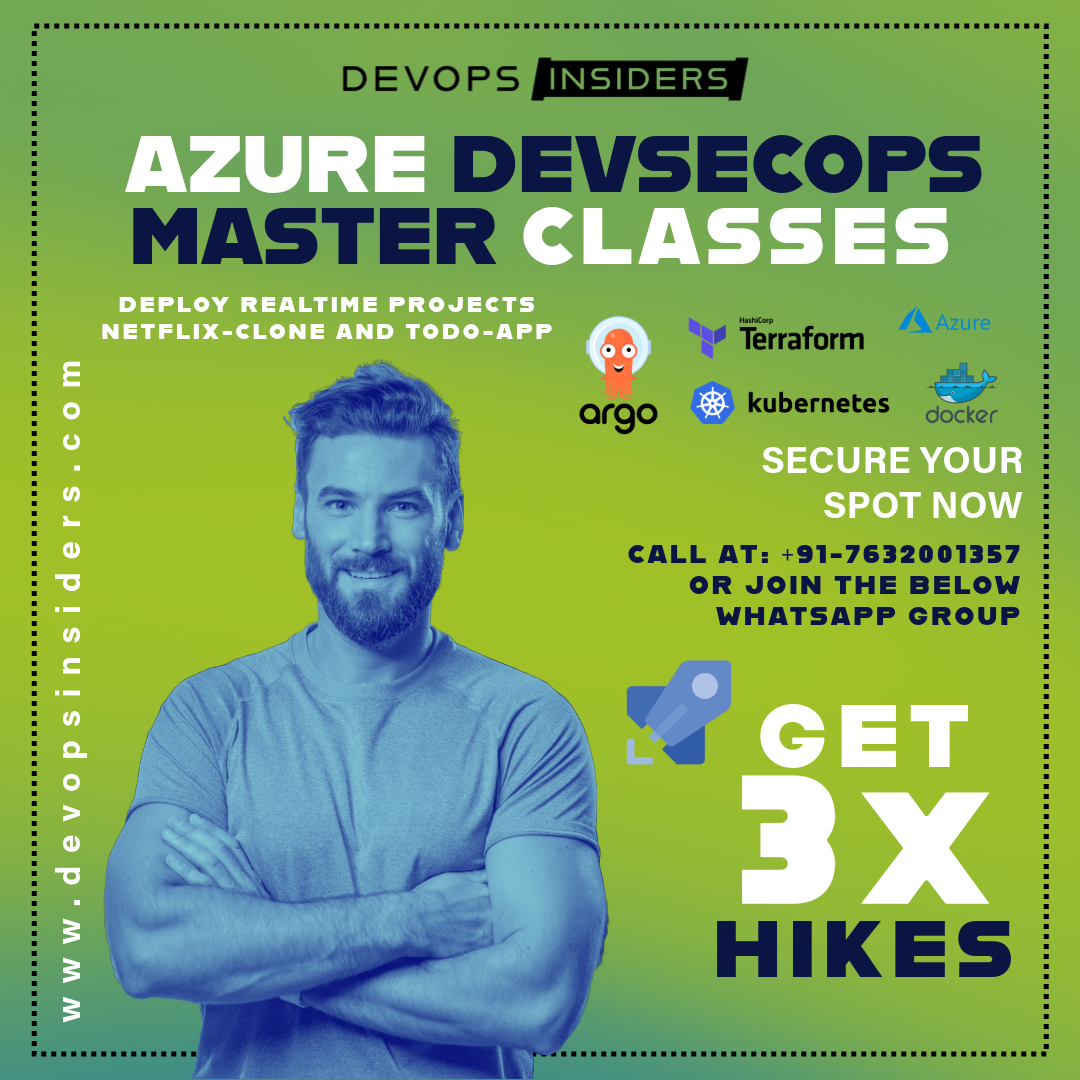 DEVOPS INSIDERS
AZURE DEVSECOPS
MASTER CLASSES
DEPLOY REALTIME PROJECTS
NETFLIX-CLONE AND TODO-APP
argo
HashiCorp
Terraform
Azure
kubernetes
docker
SECURE YOUR
SPOT NOW
CALL AT: +91-7632001357
OR JOIN THE BELOW
WHATSAPP GROUP
GET
3X
HIKES
www.devopsinsiders.com